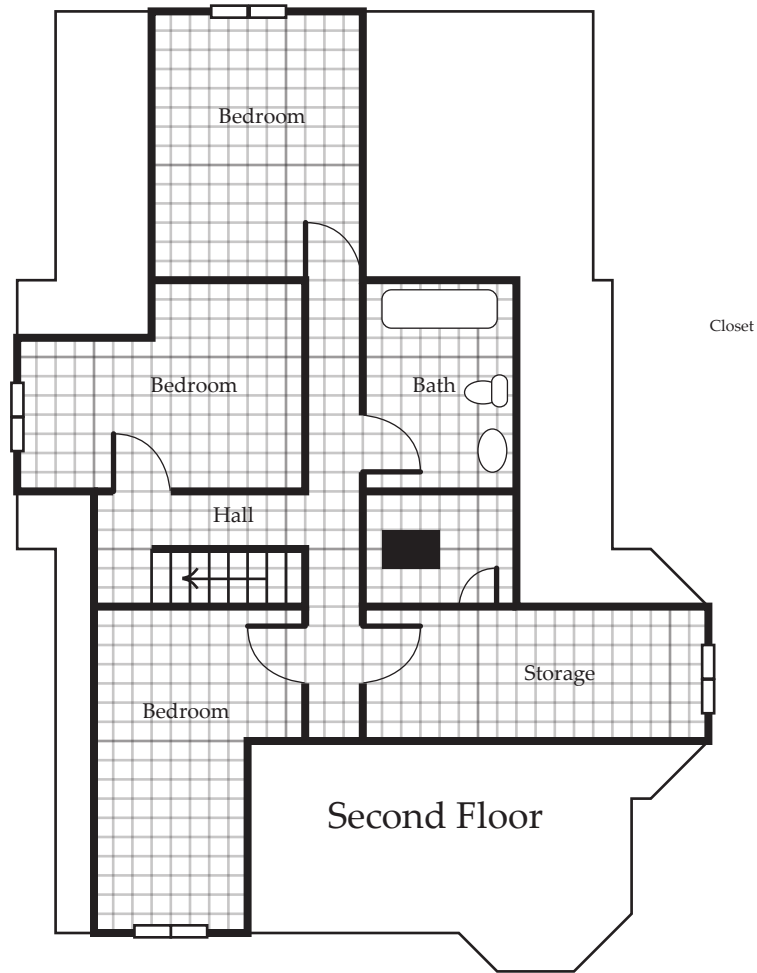 Bedroom
Closet
Bedroom
Bath
Hall
Storage
Bedroom
Second Floor